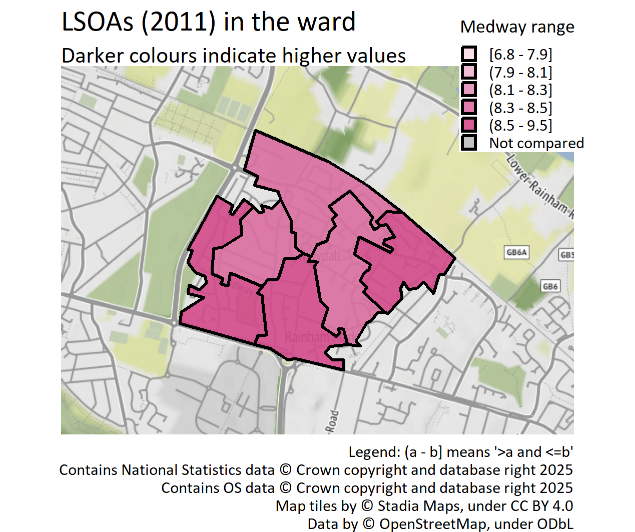 LSOAs (2011) in the ward
Darker colours indicate higher values
Medway range
[6.8 - 7.9]
(7.9 - 8.1]
(8.1 - 8.3]
(8.3 - 8.5]
(8.5 - 9.5]
Not compared
Lower-Rainham-R
GB6A
GBS
GB6
Rainham
-Road
Legend: (a - b] means '>a and <=b'
Contains National Statistics data © Crown copyright and database right 2025
Contains OS data © Crown copyright and database right 2025
Map tiles by © Stadia Maps, under CC BY 4.0
Data by © OpenStreetMap, under ODbL